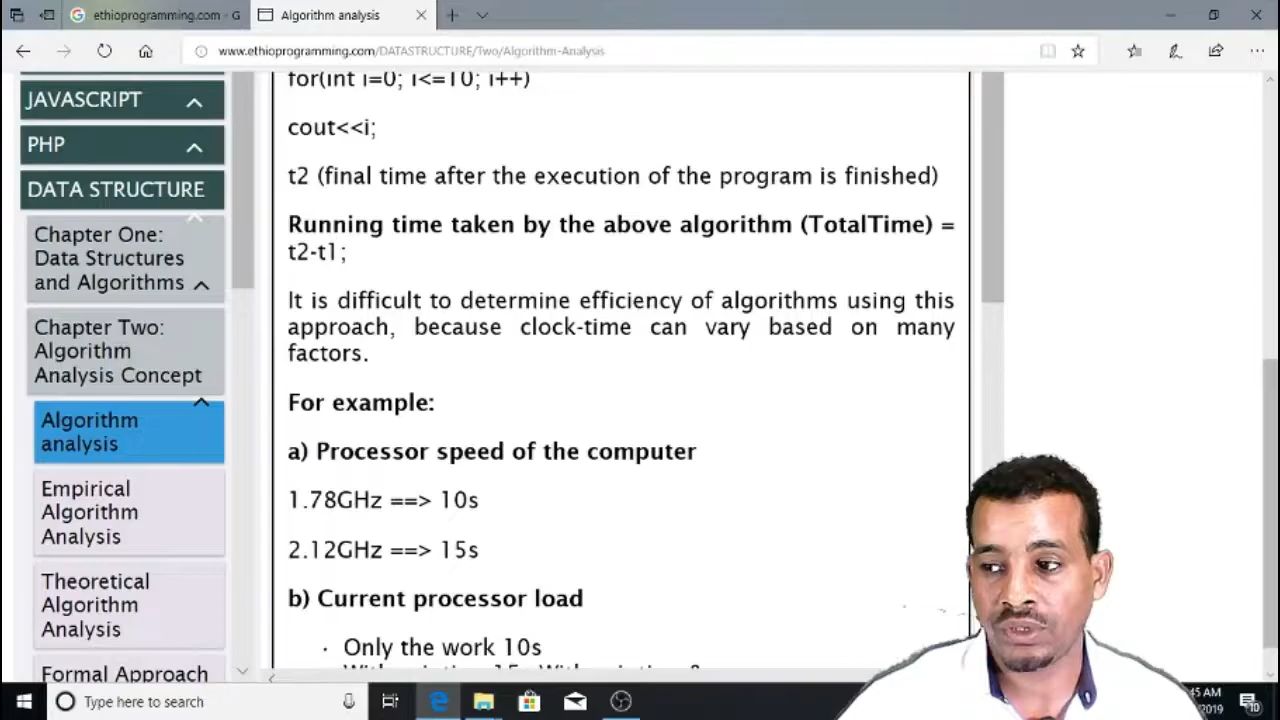 ethioprogramming.com - G
Algorithm analysis
www.ethioprogramming.com/DATASTRUCTURE/Two/Algorithm-Analysis
JAVASCRIPT
PHP
DATA STRUCTURE
Chapter One:
Data Structures
and Algorithms
Chapter Two:
Algorithm
Analysis Concept
Algorithm
analysis
Empirical
Algorithm
Analysis
Theoretical
Algorithm
Analysis
Formal Approach
for(int i=0; i<=10; i++)
cout<<i;
t2 (final time after the execution of the program is finished)
Running time taken by the above algorithm (TotalTime) =
t2-t1;
It is difficult to determine efficiency of algorithms using this
approach, because clock-time can vary based on many
factors.
For example:
a) Processor speed of the computer
1.78GHz ==> 10s
2.12GHz ==> 15s
b) Current processor load
· Only the work 10s
Type here to search
45 AM
2019
10